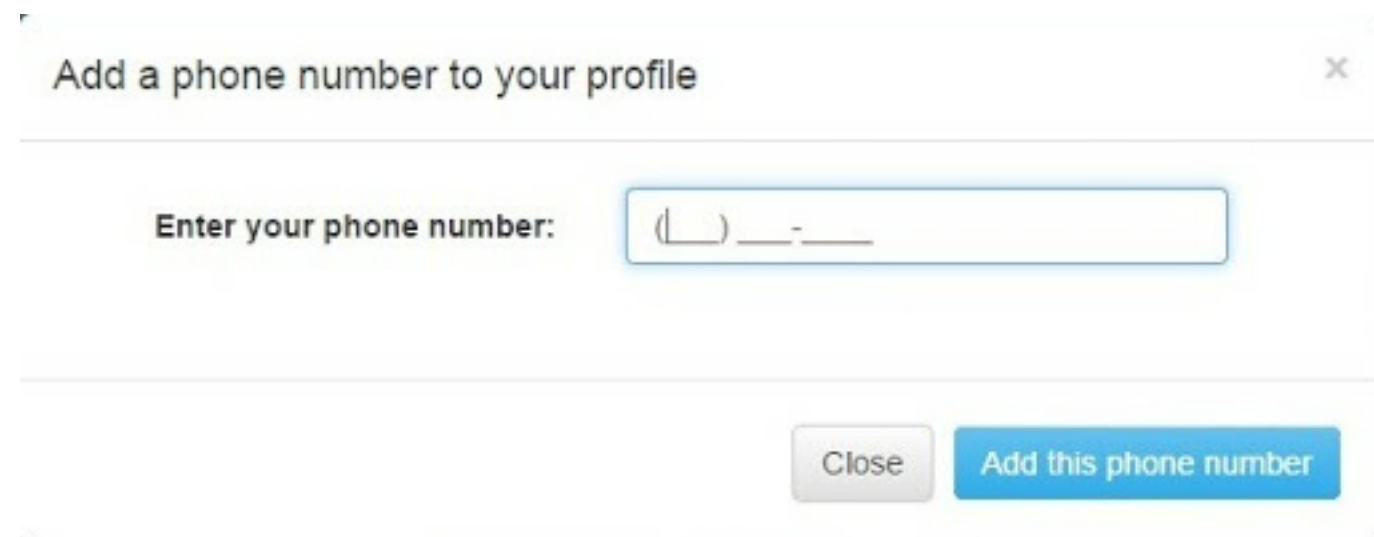 Add a phone number to your profile ×
Enter your phone number: (___) ___-____
Close Add this phone number